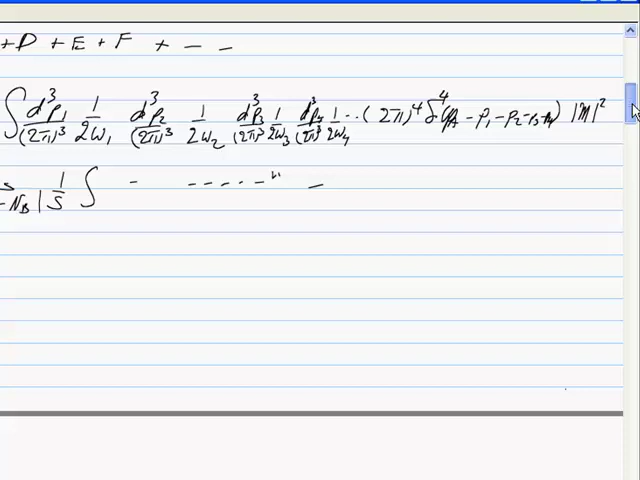 +D +E + F + — —
∫ d³p₁/(2π)³ 1/2ω₁ d³p₂/(2π)³ 1/2ω₂ d³p₃/(2π)³ 1/2ω₃ d³p₄/(2π)³ 1/2ω₄ ... (2π)⁴ δ⁴(p_A - p₁ - p₂ - p₃ - p₄) |M|²
- N_B | 1/S ∫ - - - - - - " —